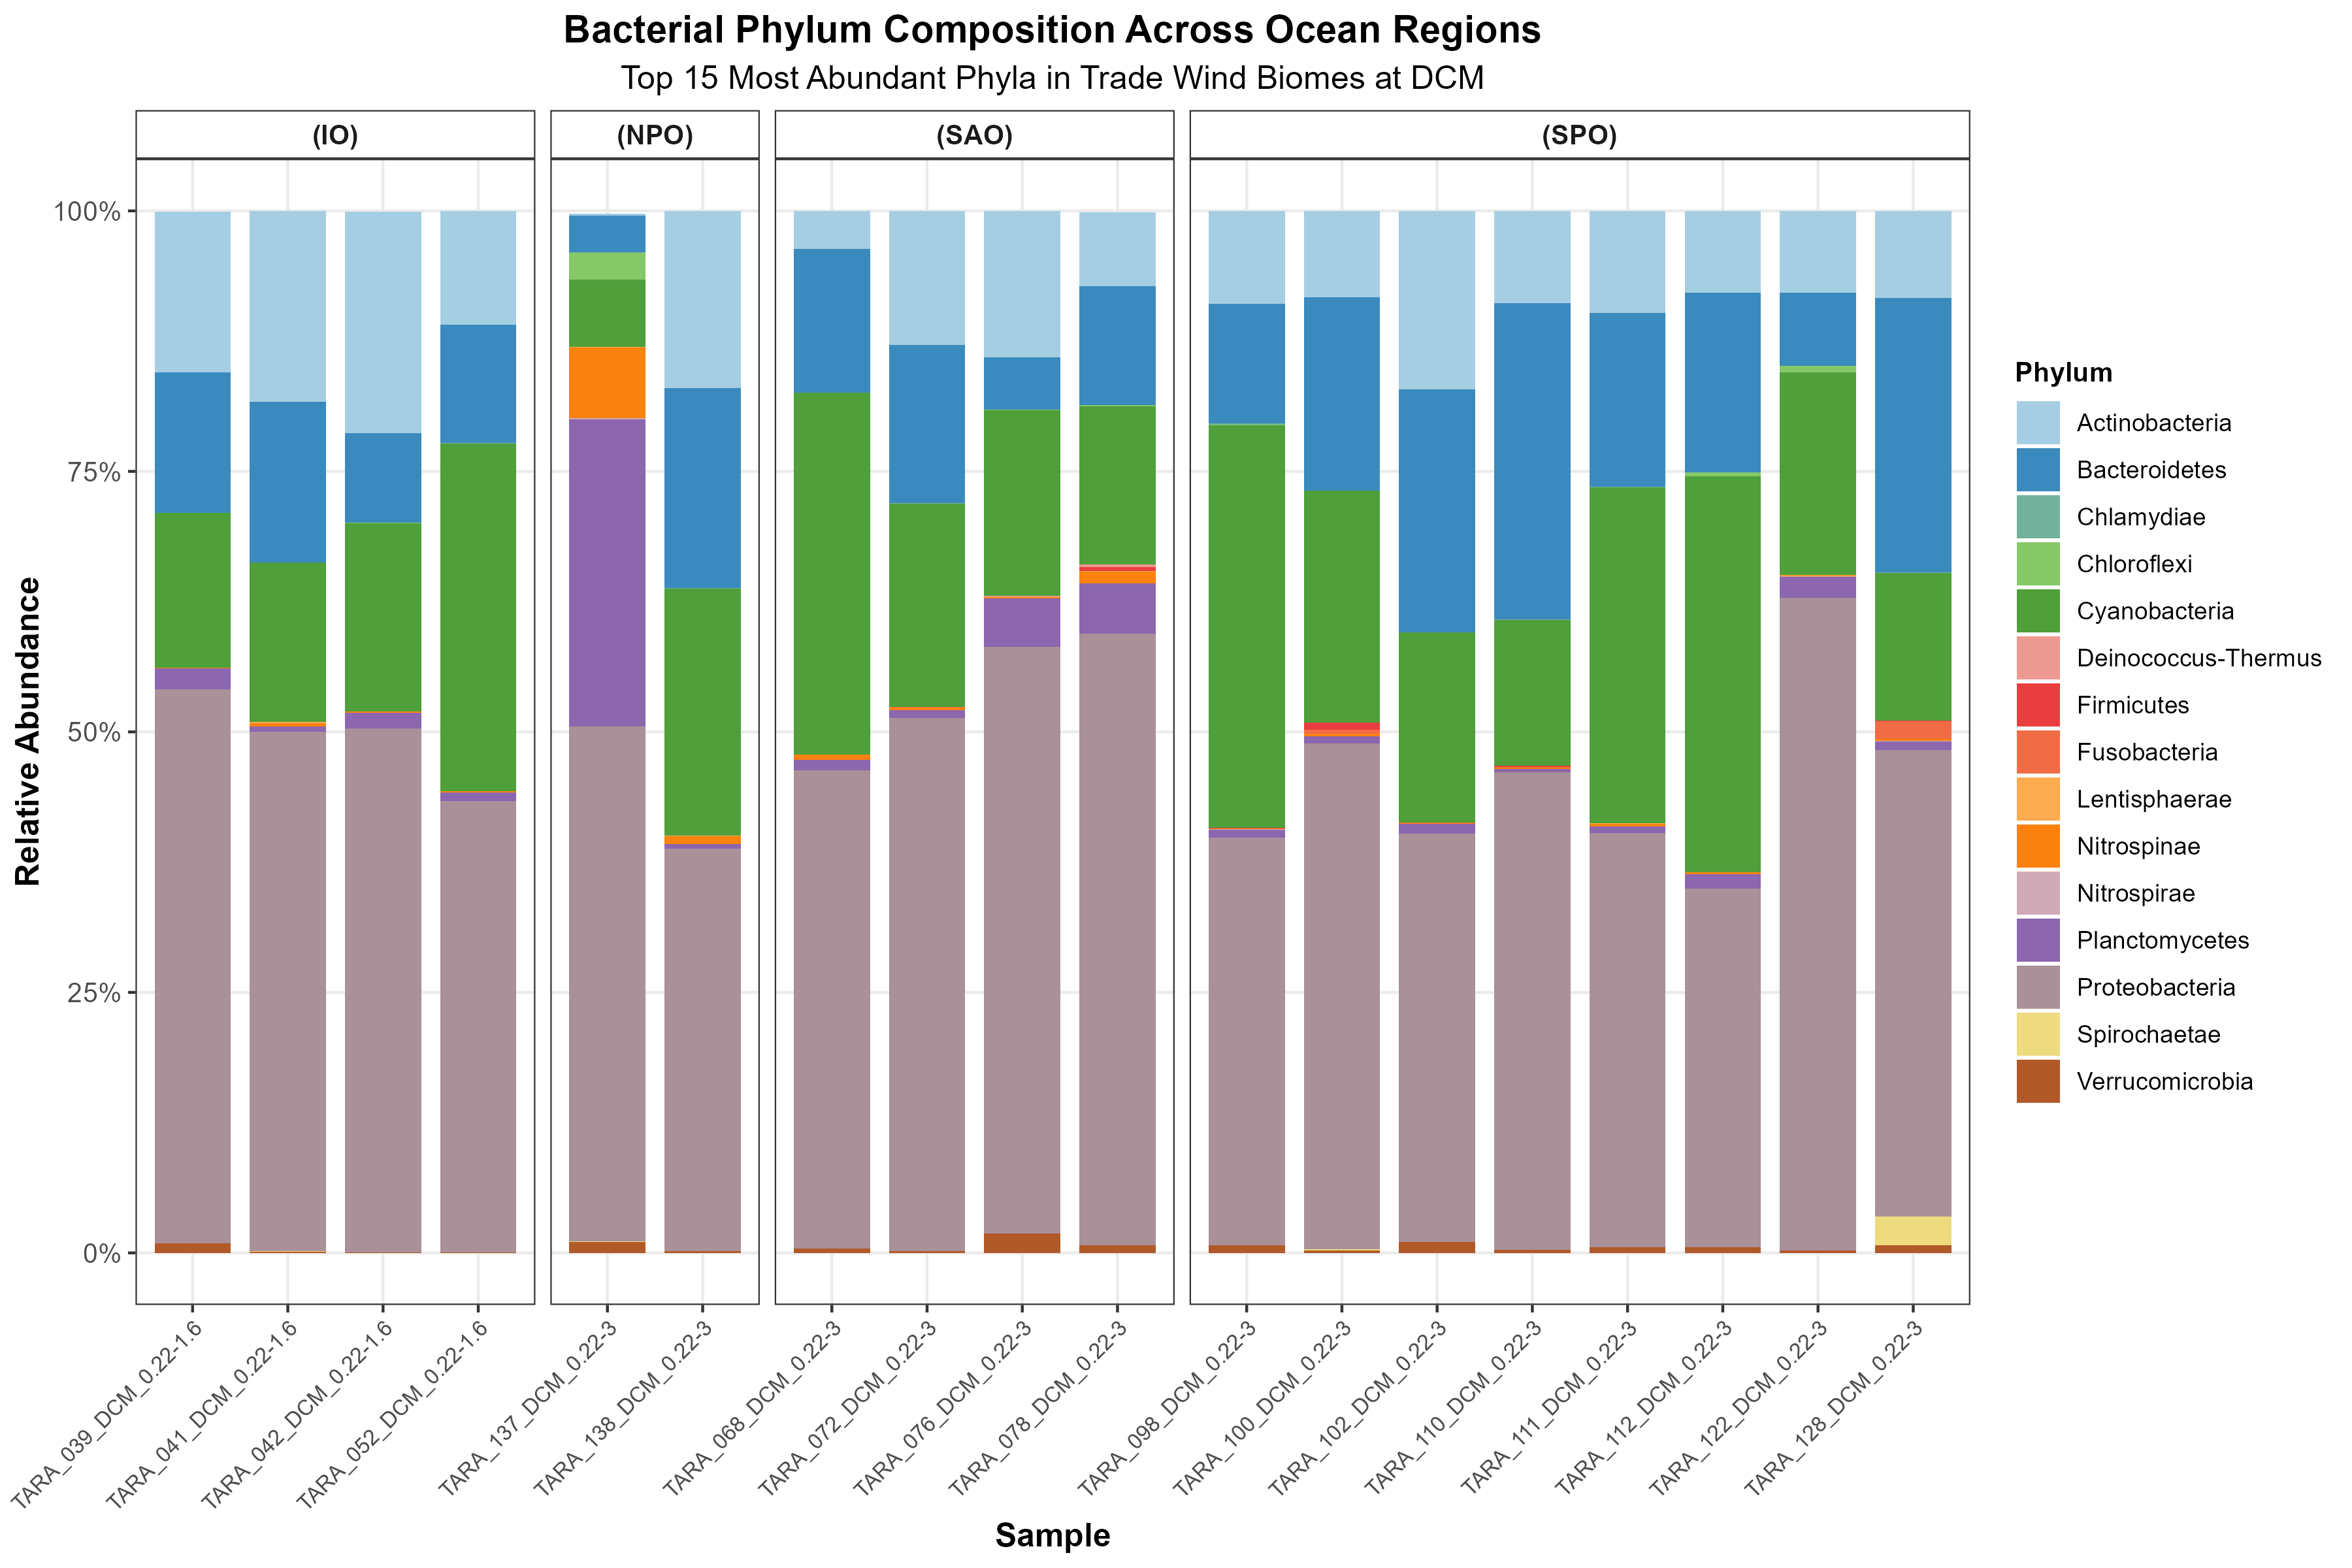 Bacterial Phylum Composition Across Ocean Regions
Top 15 Most Abundant Phyla in Trade Wind Biomes at DCM
(IO)
(NPO)
(SAO)
(SPO)
Relative Abundance
100%
75%
50%
25%
0%
TARA_039_DCM_0.22-1.6
TARA_041_DCM_0.22-1.6
TARA_042_DCM_0.22-1.6
TARA_052_DCM_0.22-1.6
TARA_137_DCM_0.22-3
TARA_138_DCM_0.22-3
TARA_068_DCM_0.22-3
TARA_072_DCM_0.22-3
TARA_076_DCM_0.22-3
TARA_078_DCM_0.22-3
TARA_098_DCM_0.22-3
TARA_100_DCM_0.22-3
TARA_102_DCM_0.22-3
TARA_110_DCM_0.22-3
TARA_111_DCM_0.22-3
TARA_112_DCM_0.22-3
TARA_122_DCM_0.22-3
TARA_128_DCM_0.22-3
Sample
Phylum
Actinobacteria
Bacteroidetes
Chlamydiae
Chloroflexi
Cyanobacteria
Deinococcus-Thermus
Firmicutes
Fusobacteria
Lentisphaerae
Nitrospinae
Nitrospirae
Planctomycetes
Proteobacteria
Spirochaetae
Verrucomicrobia